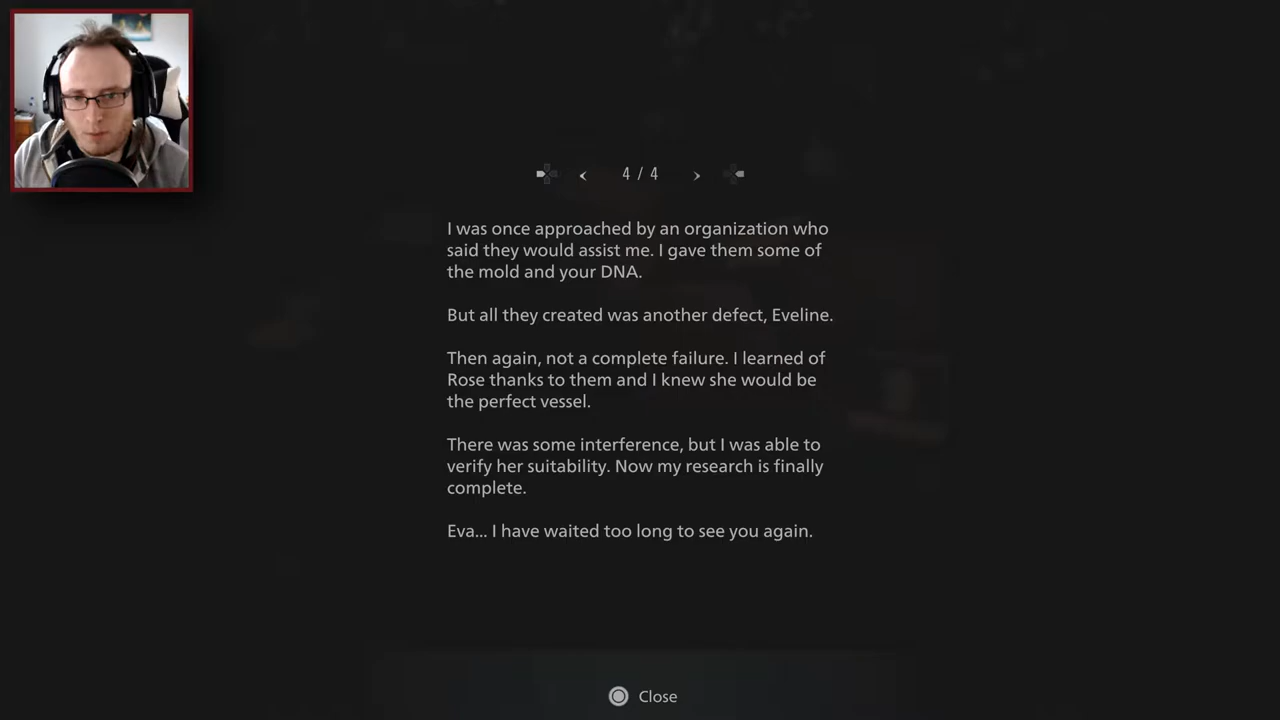 4 / 4
I was once approached by an organization who
said they would assist me. I gave them some of
the mold and your DNA.
But all they created was another defect, Eveline.
Then again, not a complete failure. I learned of
Rose thanks to them and I knew she would be
the perfect vessel.
There was some interference, but I was able to
verify her suitability. Now my research is finally
complete.
Eva... I have waited too long to see you again.
Close